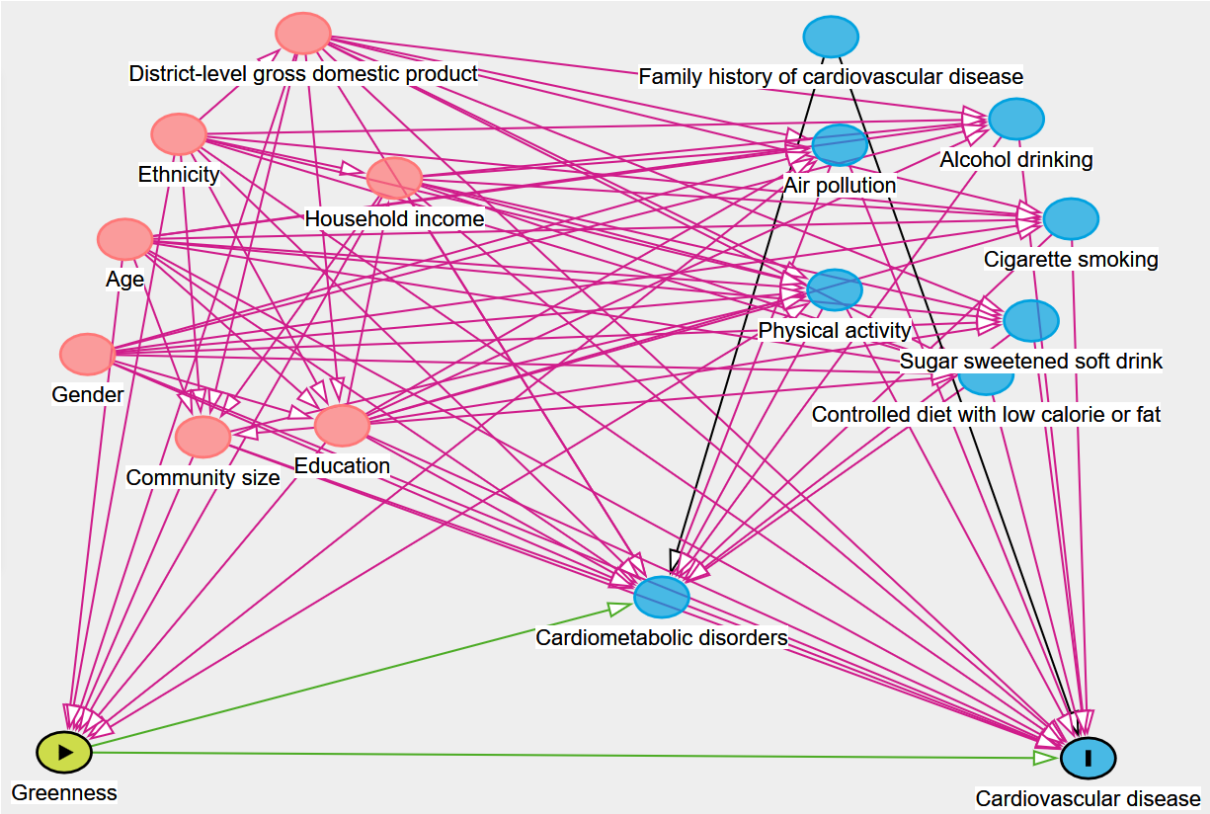 District-level gross domestic product
Family history of cardiovascular disease
Alcohol drinking
Ethnicity
Air pollution
Household income
Cigarette smoking
Age
Physical activity
Sugar sweetened soft drink
Gender
Controlled diet with low calorie or fat
Education
Community size
Cardiometabolic disorders
Greenness
Cardiovascular disease